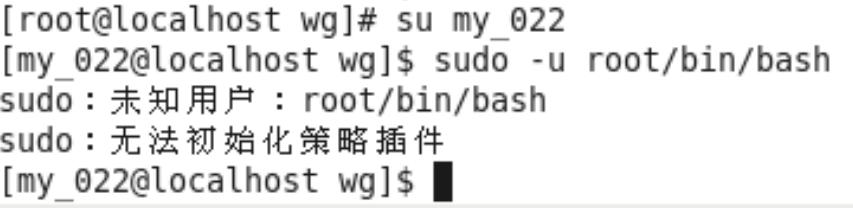 [root@localhost wg]# su my_022
[my_022@localhost wg]$ sudo -u root/bin/bash
sudo：未知用户：root/bin/bash
sudo：无法初始化策略插件
[my_022@localhost wg]$